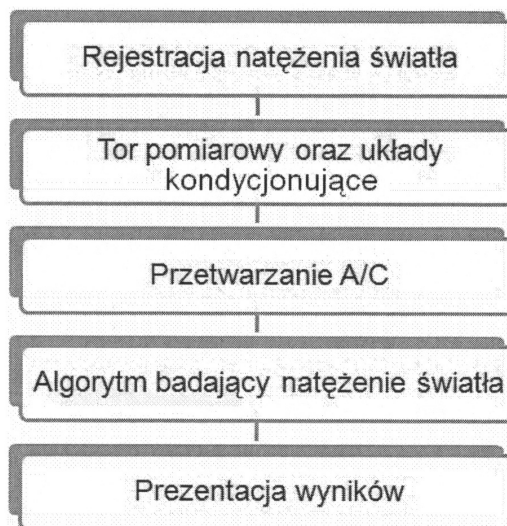 Rejestracja natężenia światła
Tor pomiarowy oraz układy
kondycjonujące
Przetwarzanie A/C
Algorytm badający natężenie światła
Prezentacja wyników